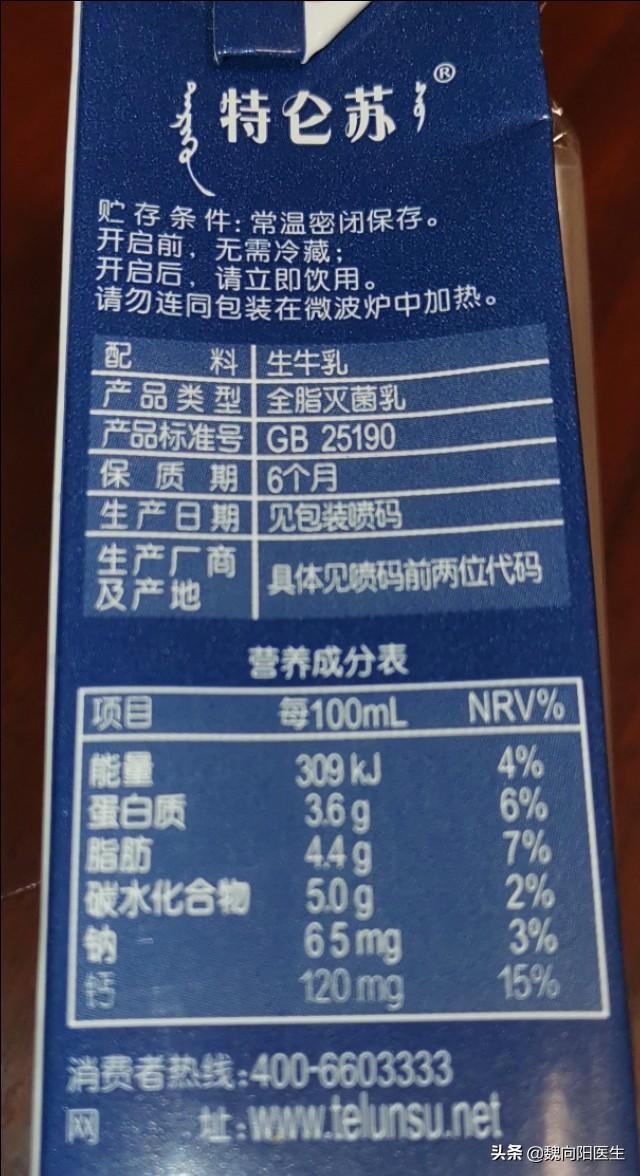 特仑苏®
贮存条件:常温密闭保存。
开启前，无需冷藏；
开启后，请立即饮用。
请勿连同包装在微波炉中加热。
配料 生牛乳
产品类型 全脂灭菌乳
产品标准号 GB 25190
保质期 6个月
生产日期 见包装喷码
生产厂商及产地 具体见喷码前两位代码
营养成分表
项目 每100mL NRV%
能量 309 kJ 4%
蛋白质 3.6 g 6%
脂肪 4.4 g 7%
碳水化合物 5.0 g 2%
钠 65 mg 3%
钙 120 mg 15%
消费者热线:400-6603333
网址:www.telunsu.net
头条 @魏向阳医生